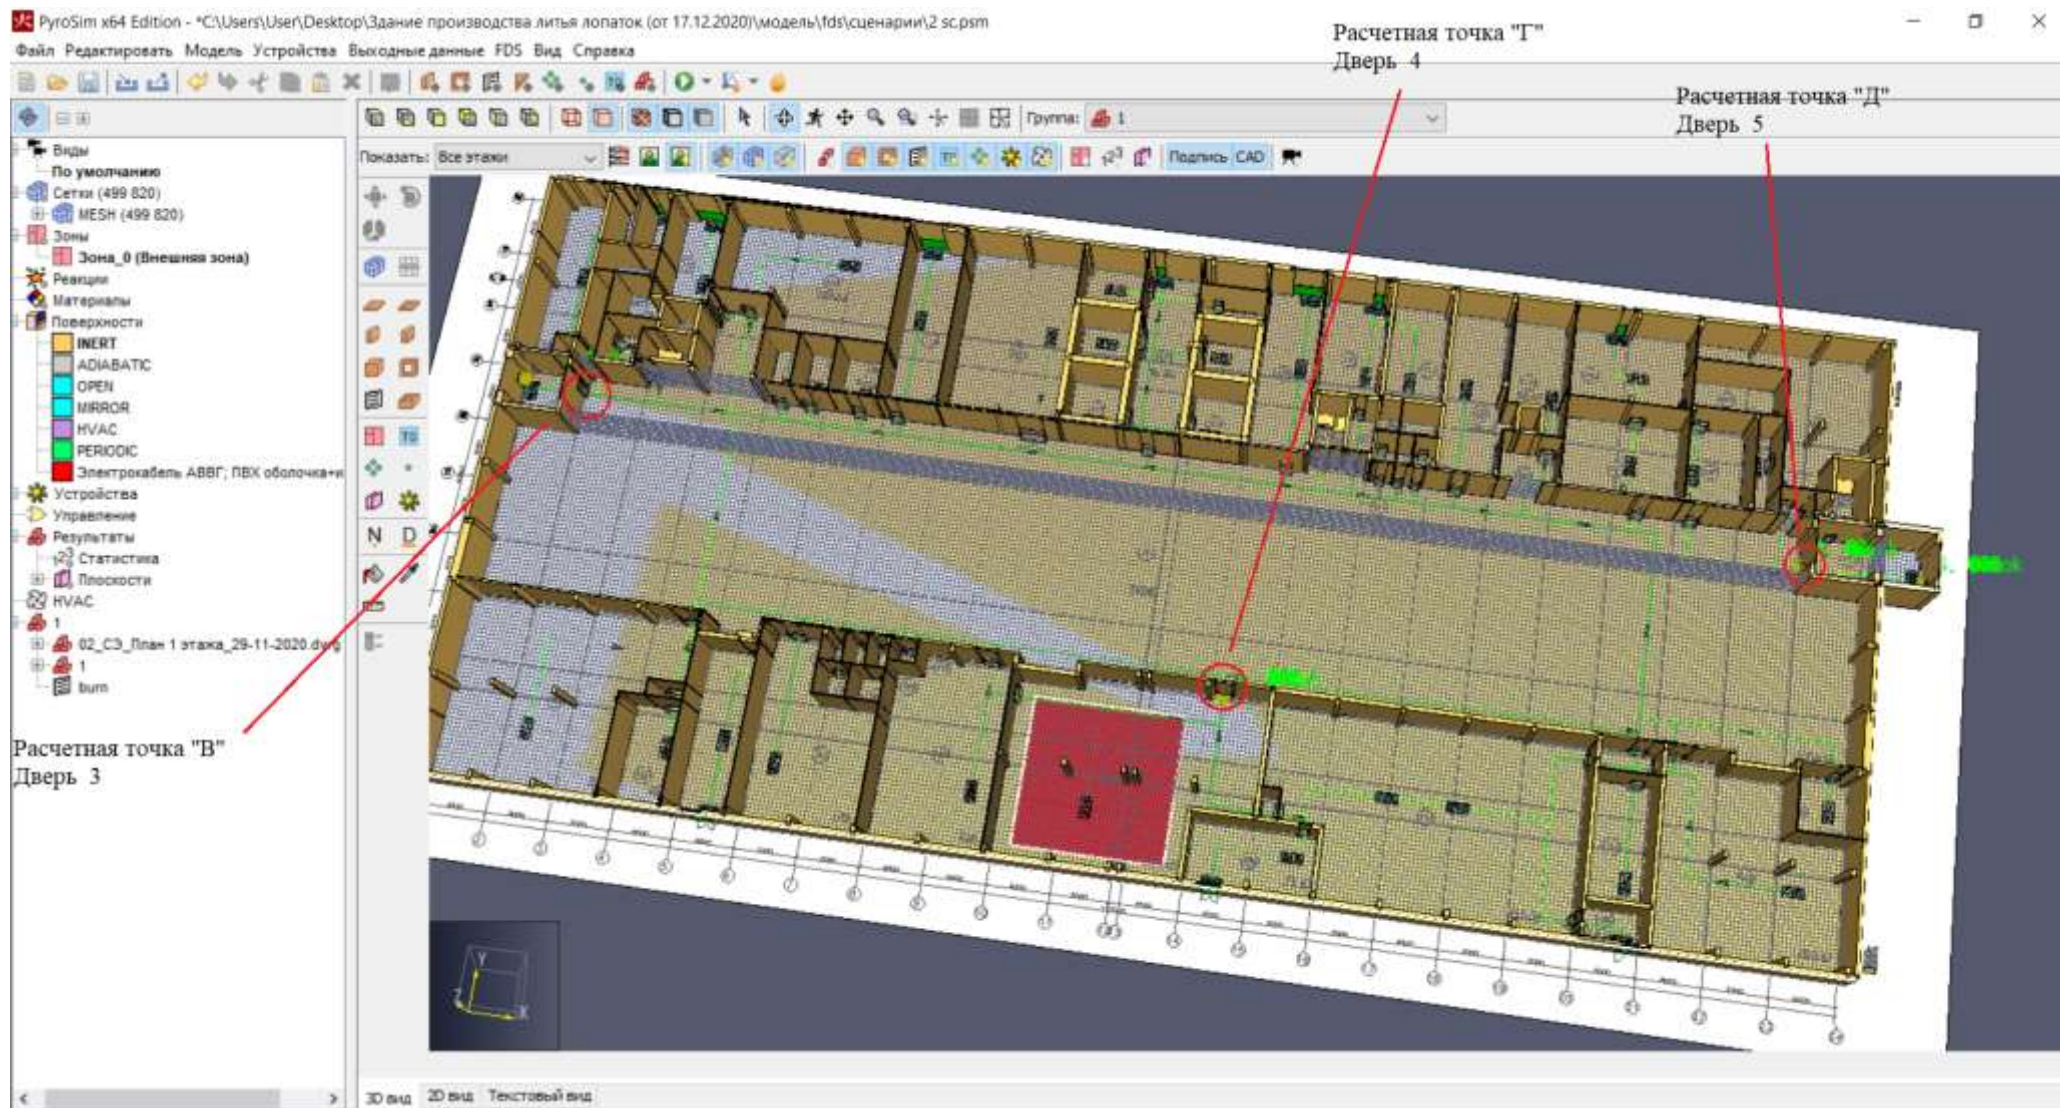 PyroSim x64 Edition - *C:\Users\User\Desktop\Здание производства литья лопаток (от 17.12.2020)\модель\fds\сценарии\2 sc.psm
Файл Редактировать Модель Устройства Выходные данные FDS Вид Справка
Расчетная точка "Г"
Дверь 4
Расчетная точка "Д"
Дверь 5
Группа: 1
Показать: Все этажи
Подпись CAD
Виды
По умолчанию
Сетки (499 820)
MESH (499 820)
Зоны
Зона_0 (Внешняя зона)
Реакции
Материалы
Поверхности
INERT
ADIABATIC
OPEN
MIRROR
HVAC
PERIODIC
Электрокабель АВВГ; ПВХ оболочка+и
Устройства
Управление
Результаты
Статистика
Плоскости
HVAC
1
02_СЭ_План 1 этажа_29-11-2020.dwg
1
burn
N D
Расчетная точка "В"
Дверь 3
Y
Z
X
3D вид 2D вид Текстовый вид